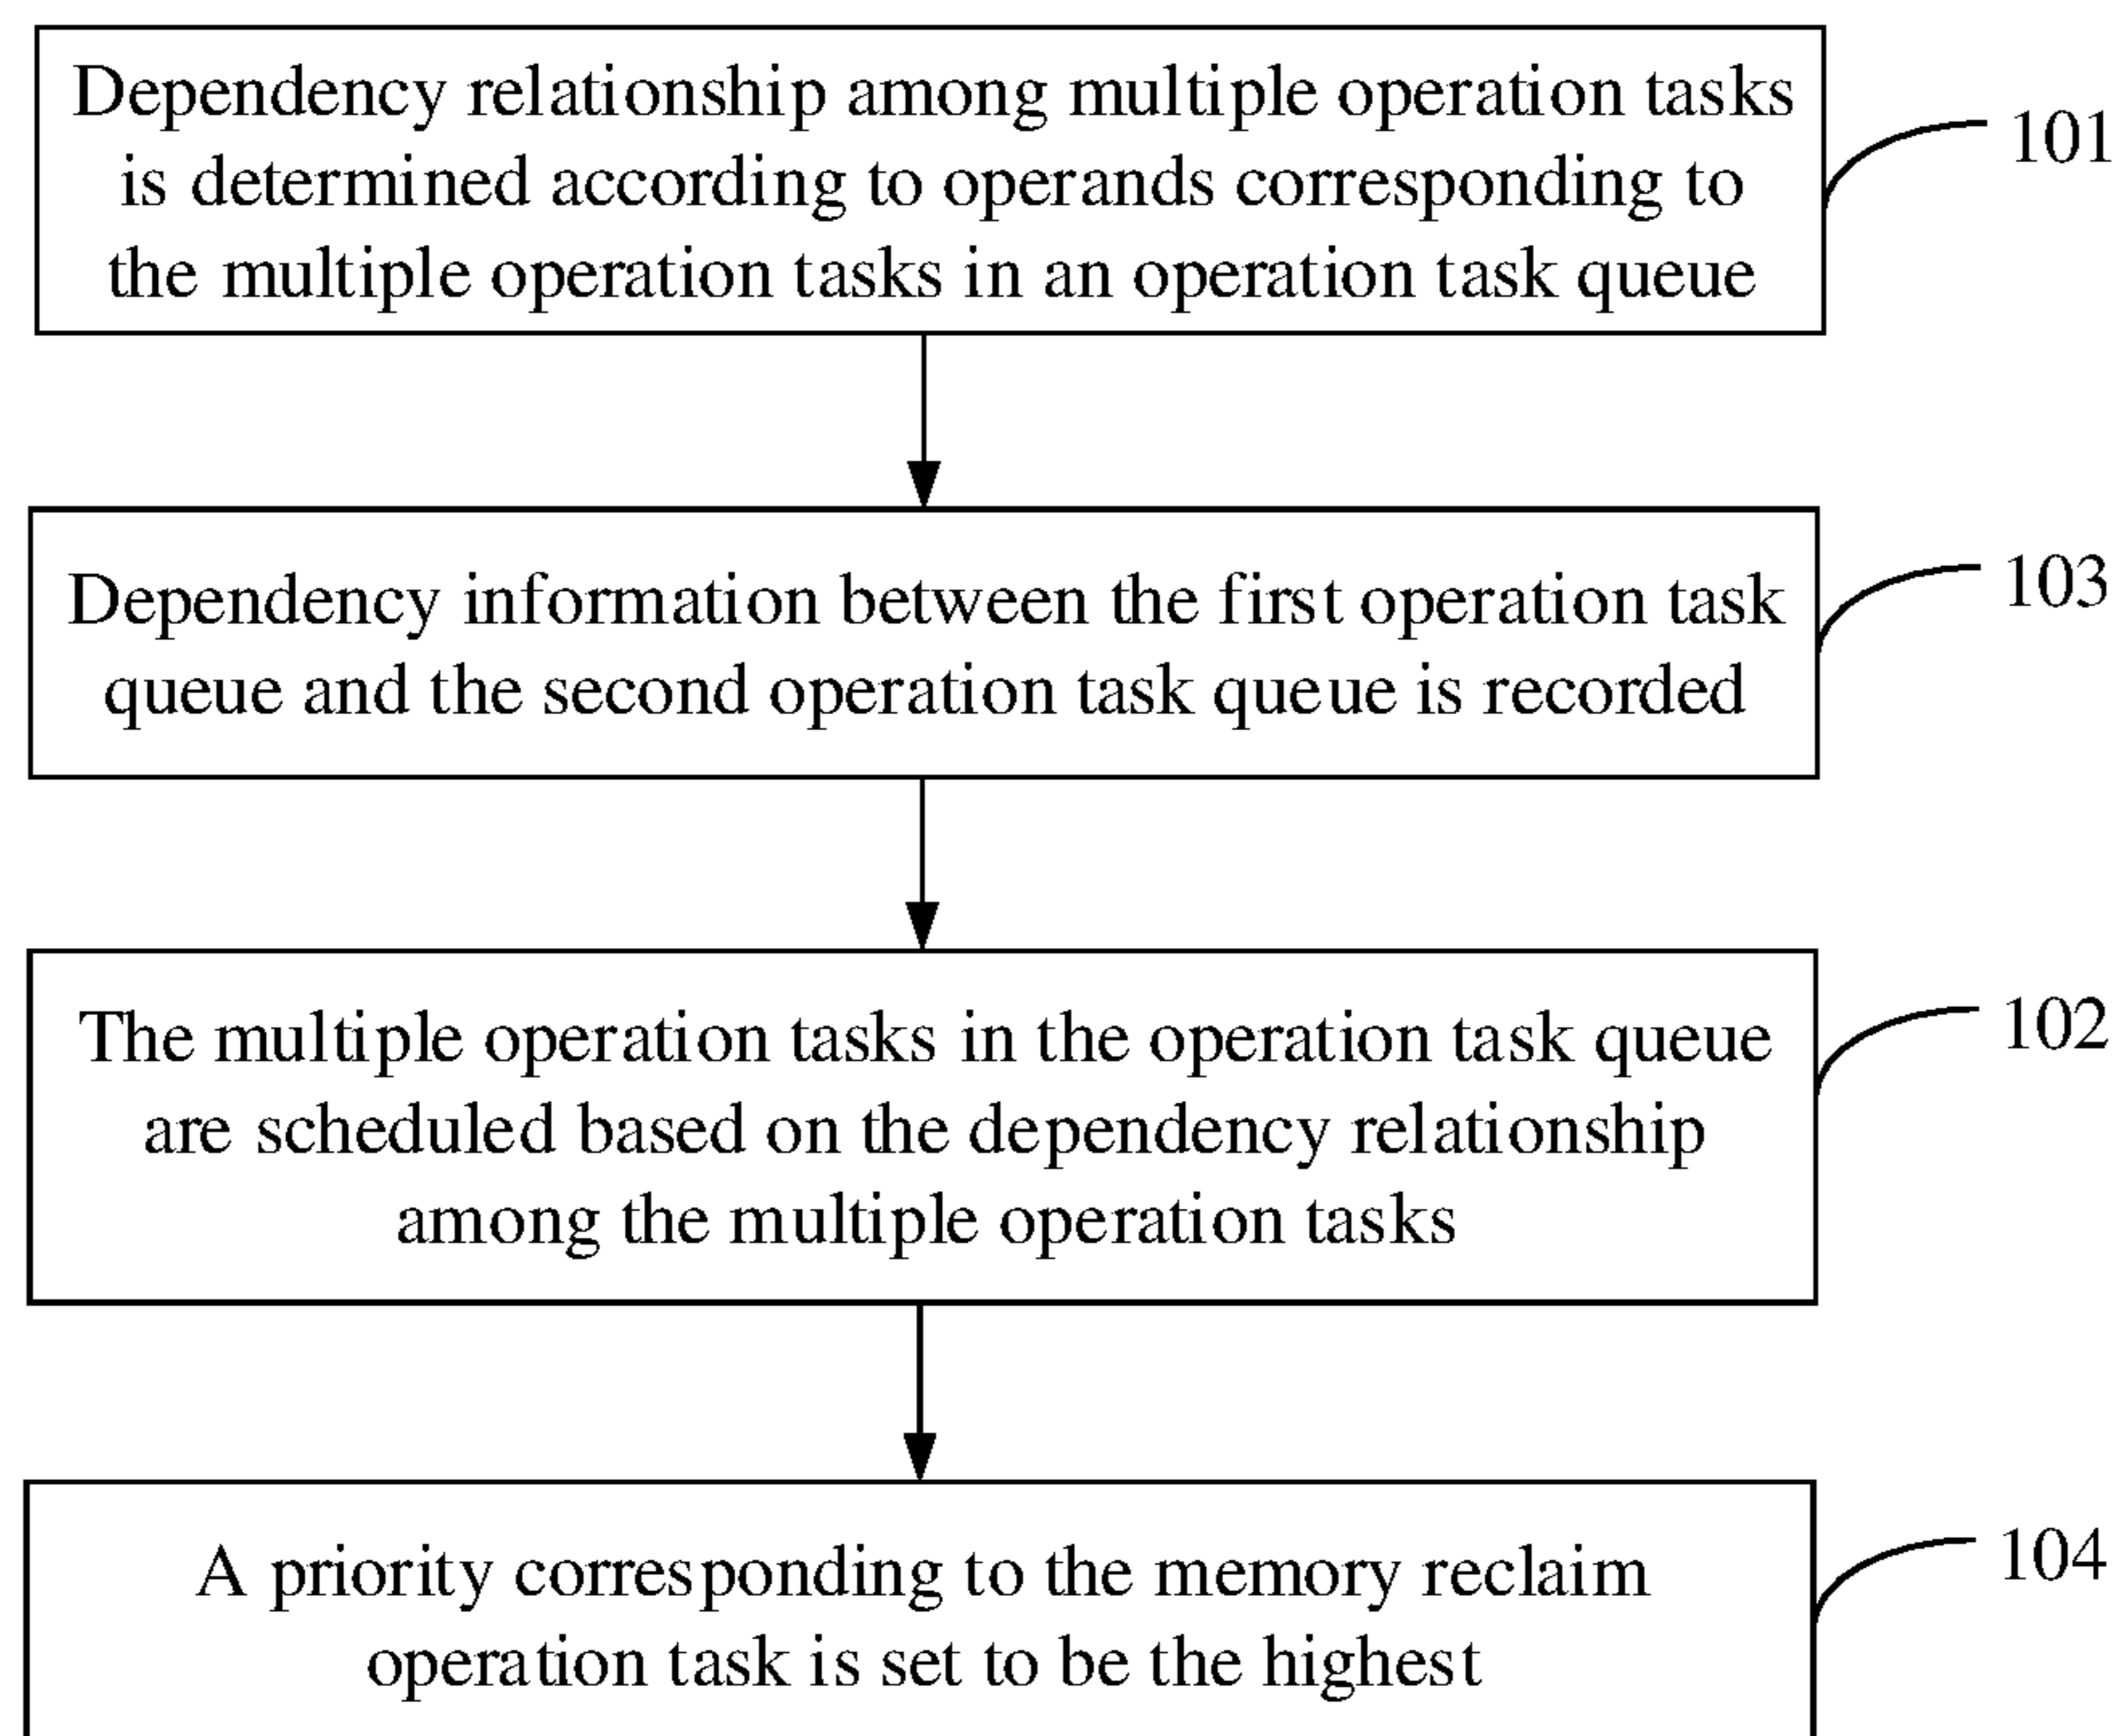 Dependency relationship among multiple operation tasks
is determined according to operands corresponding to
the multiple operation tasks in an operation task queue
101
Dependency information between the first operation task
queue and the second operation task queue is recorded
103
The multiple operation tasks in the operation task queue
are scheduled based on the dependency relationship
among the multiple operation tasks
102
A priority corresponding to the memory reclaim
operation task is set to be the highest
104